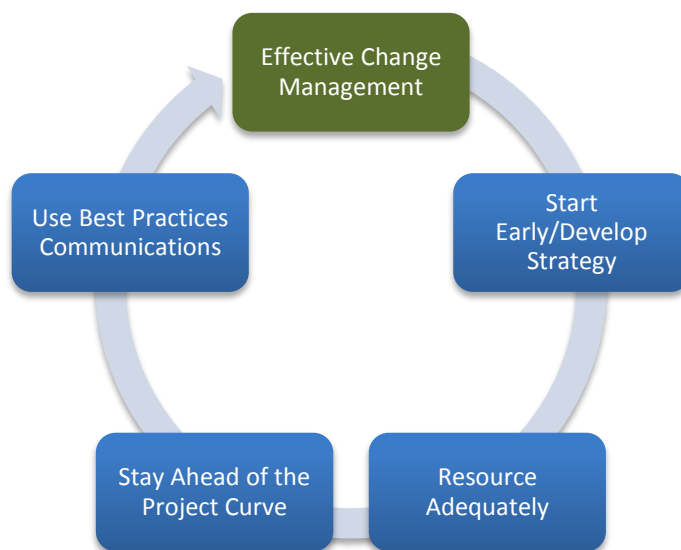 Effective Change
Management
Start
Early/Develop
Strategy
Resource
Adequately
Stay Ahead of the
Project Curve
Use Best Practices
Communications